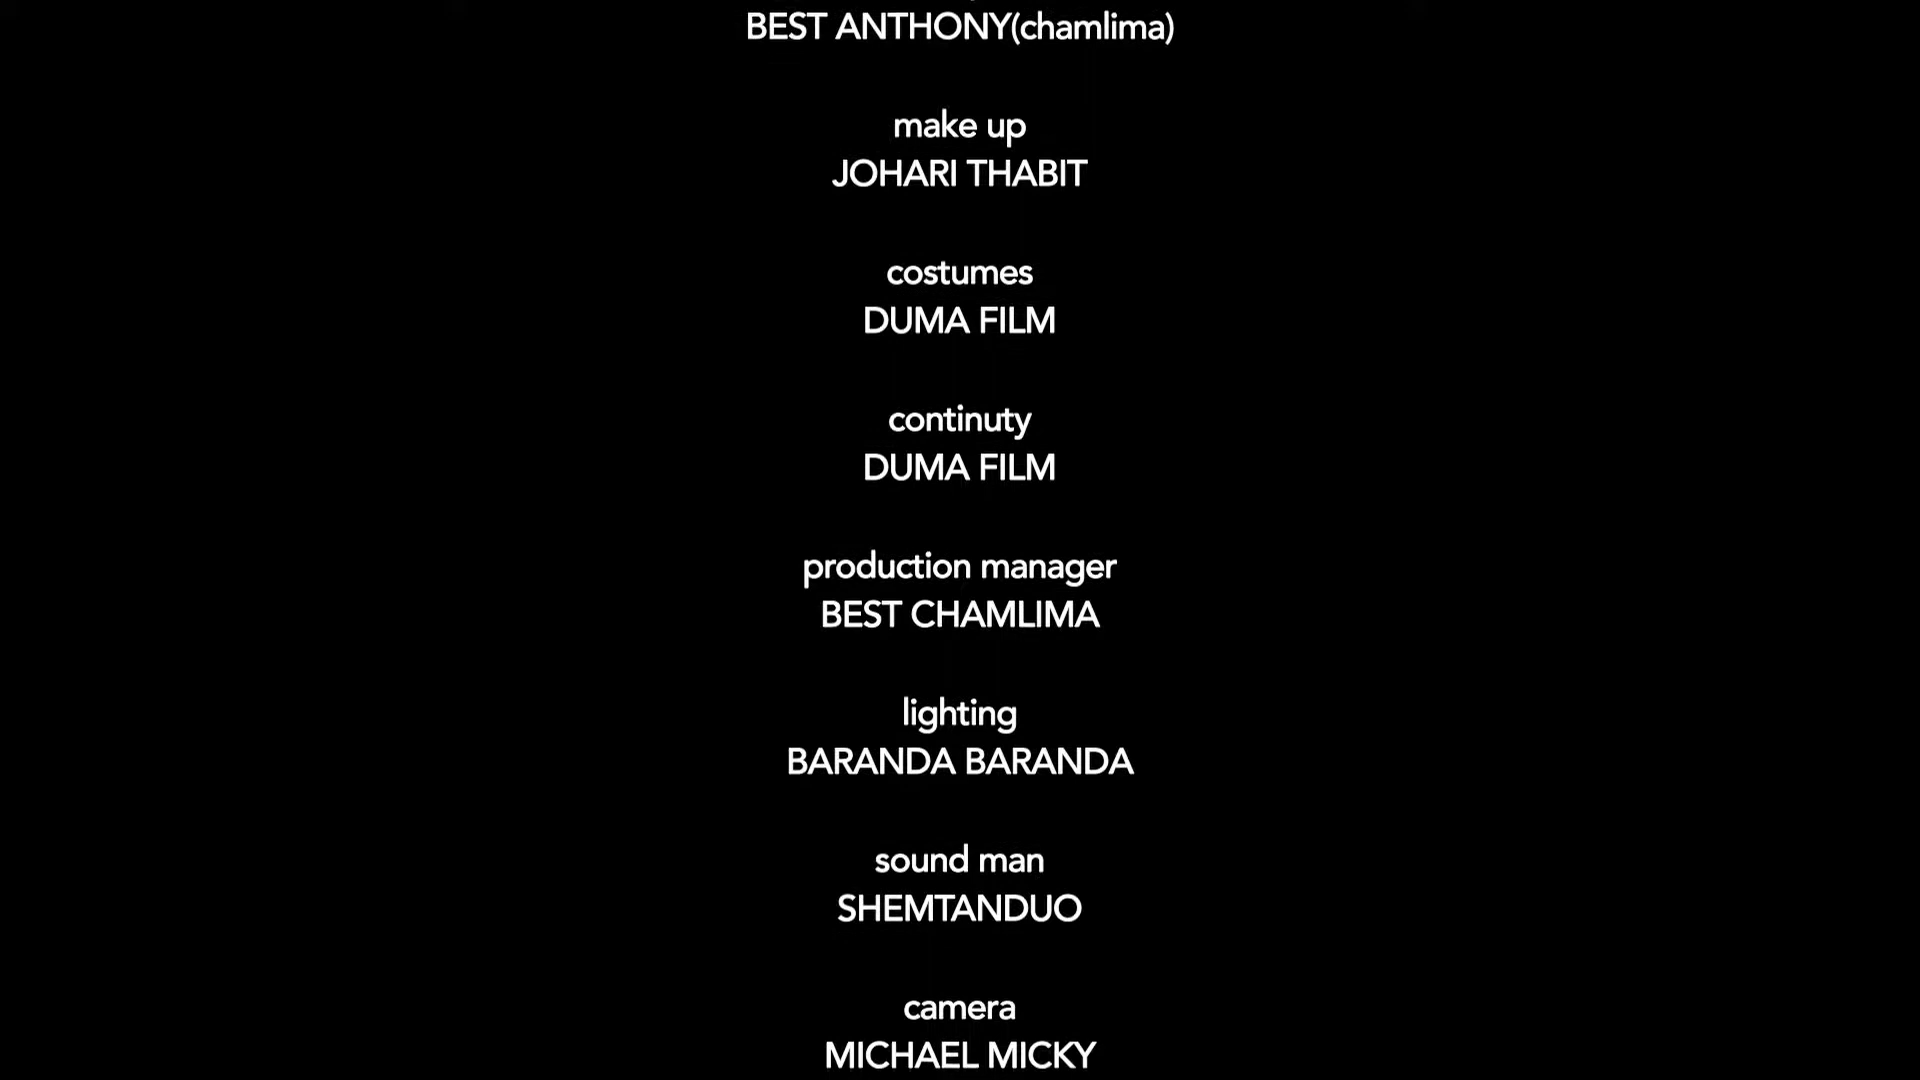 BEST ANTHONY(chamlima)
make up
JOHARI THABIT
costumes
DUMA FILM
continuty
DUMA FILM
production manager
BEST CHAMLIMA
lighting
BARANDA BARANDA
sound man
SHEMTANDUO
camera
MICHAEL MICKY